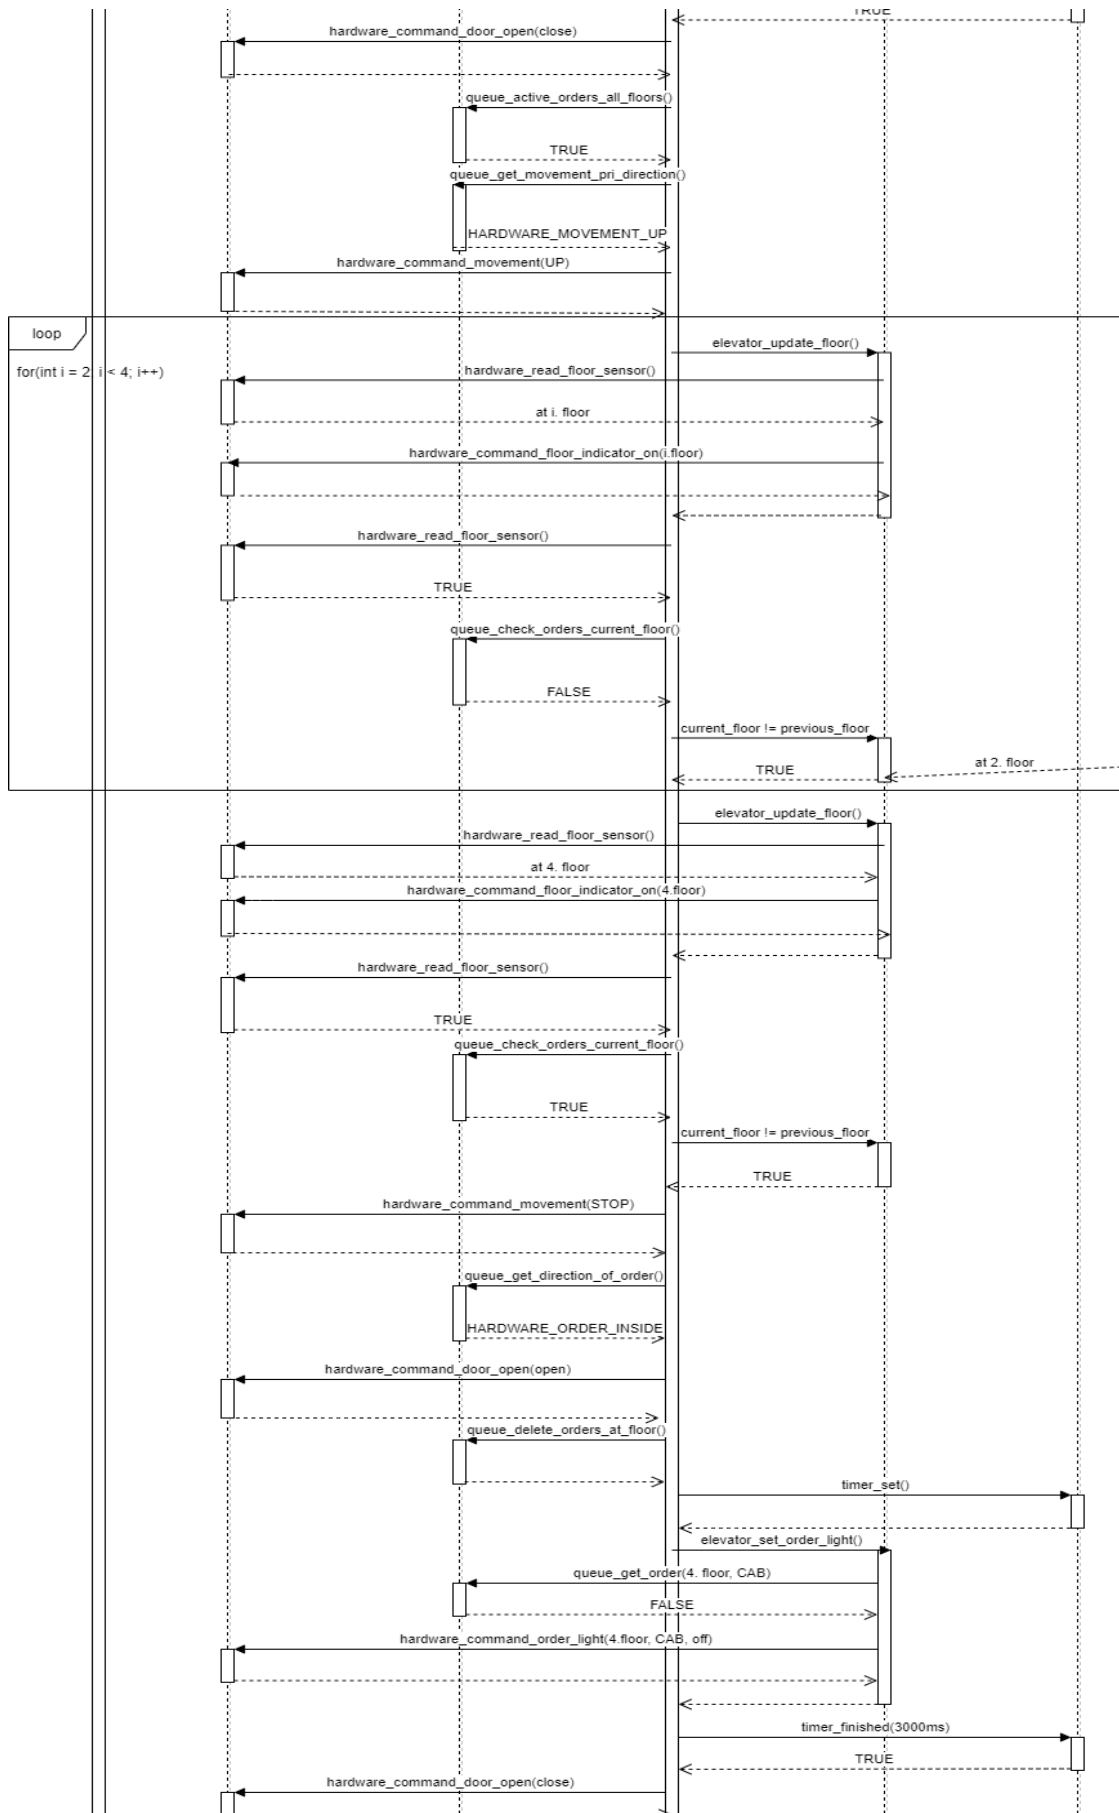 TRUE
hardware_command_door_open(close)
queue_active_orders_all_floors()
TRUE
queue_get_movement_pri_direction()
HARDWARE_MOVEMENT_UP
hardware_command_movement(UP)
loop
elevator_update_floor()
for(int i = 2; i < 4; i++)
hardware_read_floor_sensor()
at i. floor
hardware_command_floor_indicator_on(i.floor)
hardware_read_floor_sensor()
TRUE
queue_check_orders_current_floor()
FALSE
current_floor != previous_floor
at 2. floor
TRUE
elevator_update_floor()
hardware_read_floor_sensor()
at 4. floor
hardware_command_floor_indicator_on(4.floor)
hardware_read_floor_sensor()
TRUE
queue_check_orders_current_floor()
TRUE
current_floor != previous_floor
TRUE
hardware_command_movement(STOP)
queue_get_direction_of_order()
HARDWARE_ORDER_INSIDE
hardware_command_door_open(open)
queue_delete_orders_at_floor()
timer_set()
elevator_set_order_light()
queue_get_order(4. floor, CAB)
FALSE
hardware_command_order_light(4.floor, CAB, off)
timer_finished(3000ms)
TRUE
hardware_command_door_open(close)